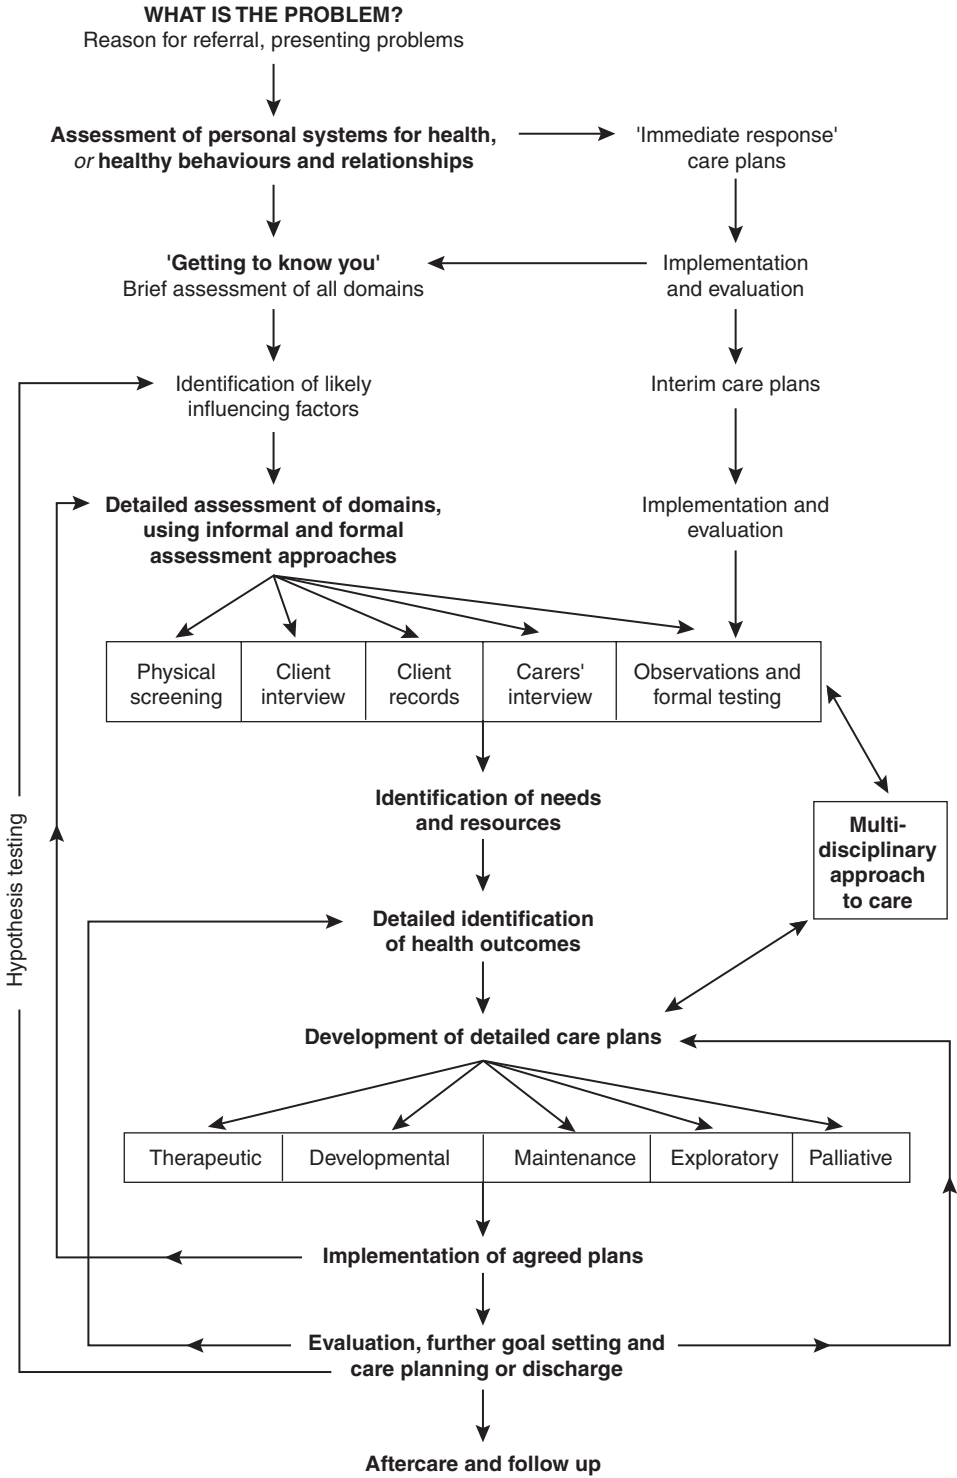 WHAT IS THE PROBLEM?
Reason for referral, presenting problems
Assessment of personal systems for health,
or healthy behaviours and relationships
'Immediate response'
care plans
'Getting to know you'
Brief assessment of all domains
Implementation
and evaluation
Identification of likely
influencing factors
Interim care plans
Detailed assessment of domains,
using informal and formal
assessment approaches
Implementation and
evaluation
Physical
screening
Client
interview
Client
records
Carers'
interview
Observations and
formal testing
Identification of needs
and resources
Multi-
disciplinary
approach
to care
Hypothesis testing
Detailed identification
of health outcomes
Development of detailed care plans
Therapeutic
Developmental
Maintenance
Exploratory
Palliative
Implementation of agreed plans
Evaluation, further goal setting and
care planning or discharge
Aftercare and follow up